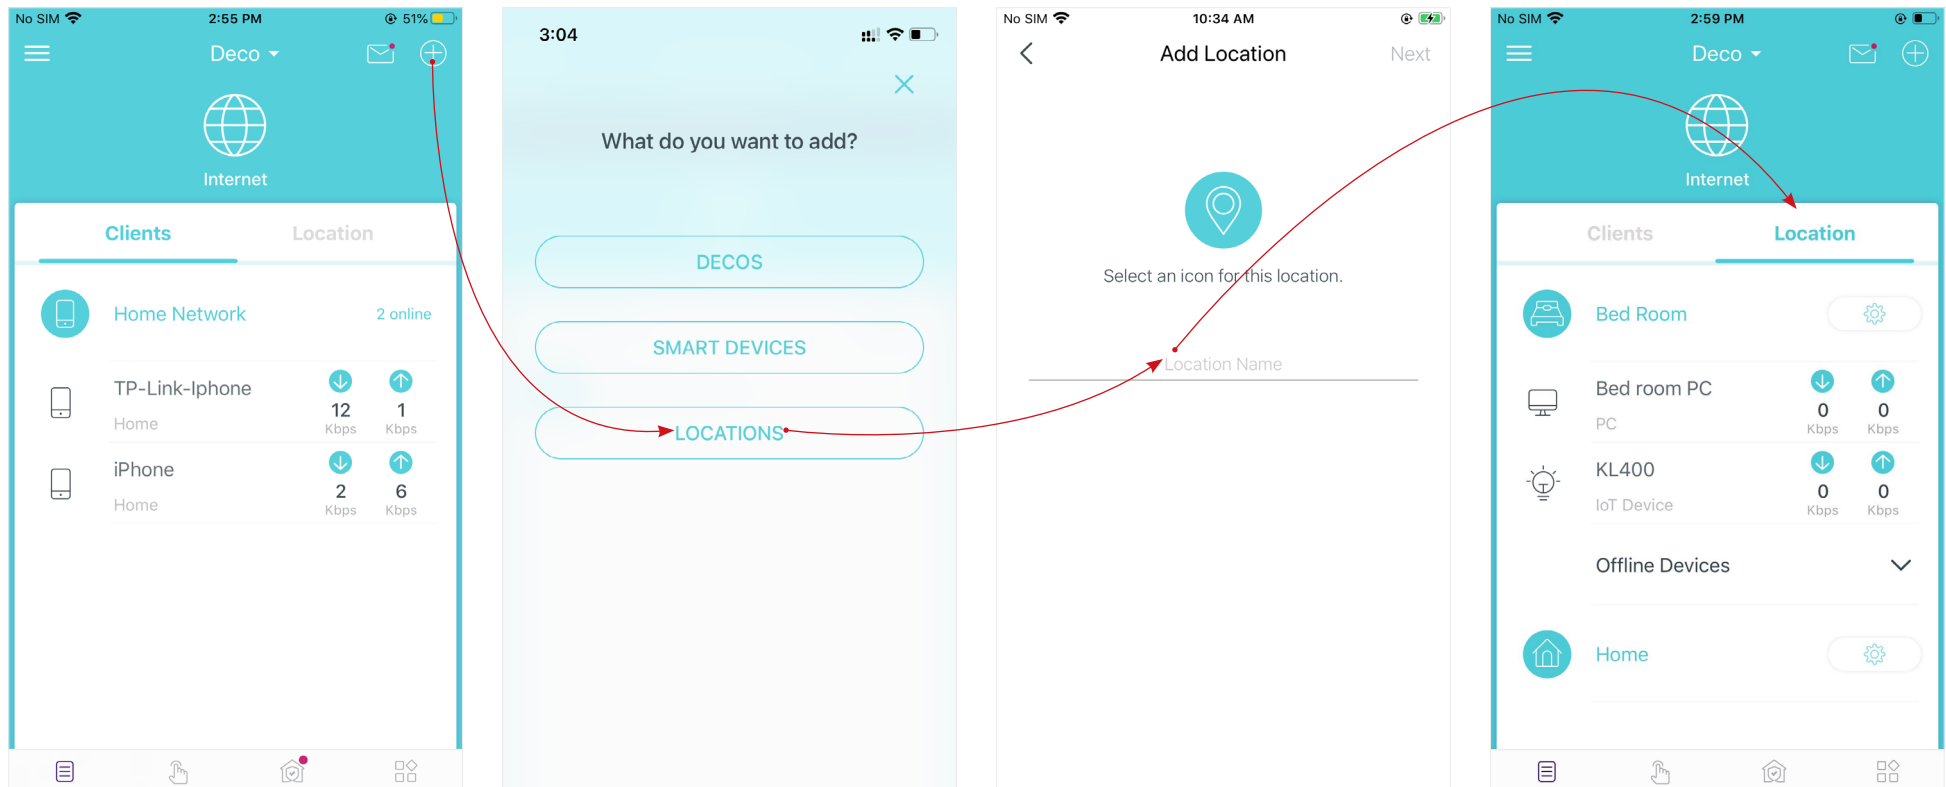 No SIM 2:55 PM 51%
Deco
Internet
Clients Location
Home Network 2 online
TP-Link-Iphone
Home
12 1
Kbps Kbps
iPhone
Home
2 6
Kbps Kbps
3:04
What do you want to add?
DECOS
SMART DEVICES
LOCATIONS
No SIM 10:34 AM
Add Location Next
Select an icon for this location.
Location Name
No SIM 2:59 PM
Deco
Internet
Clients Location
Bed Room
Bed room PC
PC
0 0
Kbps Kbps
KL400
IoT Device
0 0
Kbps Kbps
Offline Devices
Home